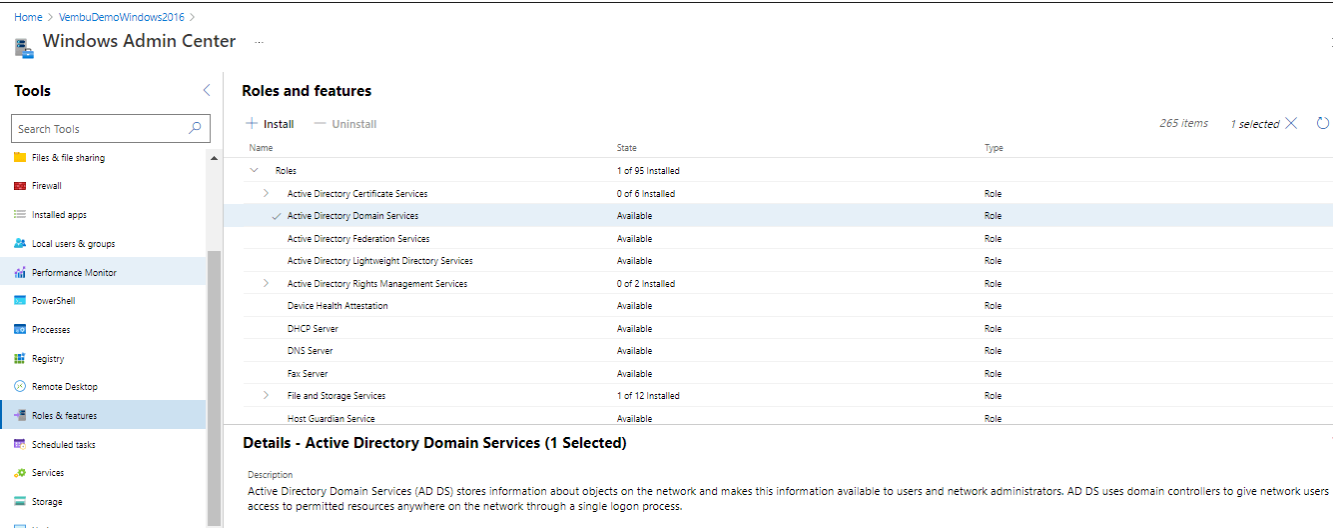 Home > VembuDemoWindows2016 >
Windows Admin Center ...
Tools
Search Tools
Files & file sharing
Firewall
Installed apps
Local users & groups
Performance Monitor
PowerShell
Processes
Registry
Remote Desktop
Roles & features
Scheduled tasks
Services
Storage
Roles and features
Install Uninstall 265 items 1 selected
Name State Type
Roles 1 of 95 Installed
Active Directory Certificate Services 0 of 6 Installed Role
Active Directory Domain Services Available Role
Active Directory Federation Services Available Role
Active Directory Lightweight Directory Services Available Role
Active Directory Rights Management Services 0 of 2 Installed Role
Device Health Attestation Available Role
DHCP Server Available Role
DNS Server Available Role
Fax Server Available Role
File and Storage Services 1 of 12 Installed Role
Host Guardian Service Available Role
Details - Active Directory Domain Services (1 Selected)
Description
Active Directory Domain Services (AD DS) stores information about objects on the network and makes this information available to users and network administrators. AD DS uses domain controllers to give network users
access to permitted resources anywhere on the network through a single logon process.